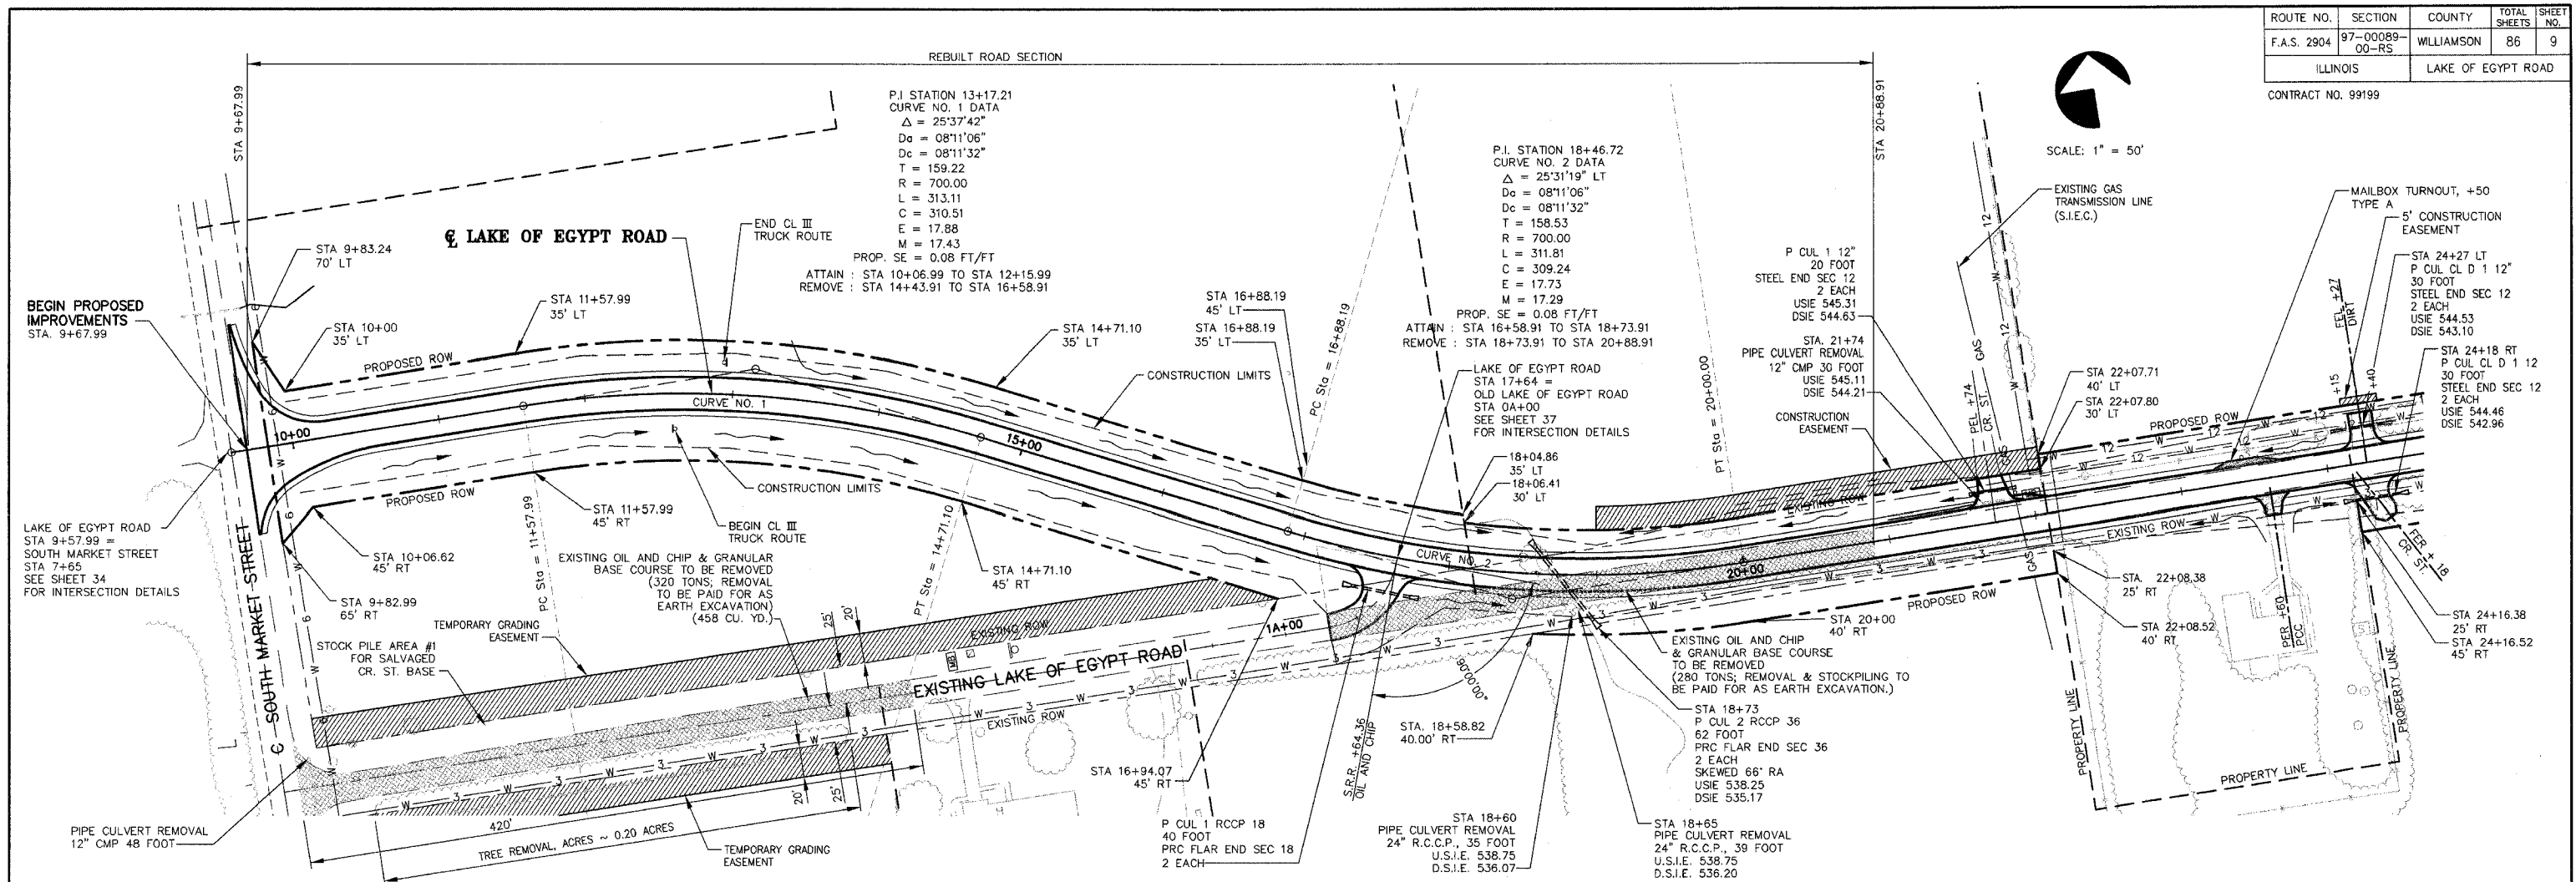 ROUTE NO. SECTION COUNTY TOTAL SHEETS SHEET NO.
F.A.S. 2904 97-00089-00-RS WILLIAMSON 86 9
ILLINOIS LAKE OF EGYPT ROAD
CONTRACT NO. 99199
REBUILT ROAD SECTION
STA 9+67.99
STA 20+88.91
SCALE: 1" = 50'
P.I STATION 13+17.21
CURVE NO. 1 DATA
Δ = 25°37'42"
Da = 08°11'06"
Dc = 08°11'32"
T = 159.22
R = 700.00
L = 313.11
C = 310.51
E = 17.88
M = 17.43
PROP. SE = 0.08 FT/FT
ATTAIN : STA 10+06.99 TO STA 12+15.99
REMOVE : STA 14+43.91 TO STA 16+58.91
P.I. STATION 18+46.72
CURVE NO. 2 DATA
Δ = 25°31'19" LT
Da = 08°11'06"
Dc = 08°11'32"
T = 158.53
R = 700.00
L = 311.81
C = 309.24
E = 17.73
M = 17.29
PROP. SE = 0.08 FT/FT
ATTAIN : STA 16+58.91 TO STA 18+73.91
REMOVE : STA 18+73.91 TO STA 20+88.91
STA 9+83.24
70' LT
℄ LAKE OF EGYPT ROAD
END CL III
TRUCK ROUTE
BEGIN PROPOSED
IMPROVEMENTS
STA. 9+67.99
STA 10+00
35' LT
STA 11+57.99
35' LT
PROPOSED ROW
CURVE NO. 1
10+00
15+00
STA 14+71.10
35' LT
CONSTRUCTION LIMITS
STA 16+88.19
45' LT
STA 16+88.19
35' LT
PC Sta = 16+88.19
LAKE OF EGYPT ROAD
STA 17+64 =
OLD LAKE OF EGYPT ROAD
STA 0A+00
SEE SHEET 37
FOR INTERSECTION DETAILS
18+04.86
35' LT
18+06.41
30' LT
PT Sta = 20+00.00
P CUL 1 12"
20 FOOT
STEEL END SEC 12
2 EACH
USIE 545.31
DSIE 544.63
STA. 21+74
PIPE CULVERT REMOVAL
12" CMP 30 FOOT
USIE 545.11
DSIE 544.21
CONSTRUCTION
EASEMENT
PEL +74
CR. ST.
GAS
GAS
EXISTING GAS
TRANSMISSION LINE
(S.I.E.C.)
STA 22+07.71
40' LT
STA 22+07.80
30' LT
PROPOSED ROW
MAILBOX TURNOUT, +50
TYPE A
5' CONSTRUCTION
EASEMENT
FEL +27
DIRT
+15
+40
STA 24+27 LT
P CUL CL D 1 12"
30 FOOT
STEEL END SEC 12
2 EACH
USIE 544.53
DSIE 543.10
STA 24+18 RT
P CUL CL D 1 12
30 FOOT
STEEL END SEC 12
2 EACH
USIE 544.46
DSIE 542.96
EXISTING ROW
CURVE NO. 2
20+00
EXISTING ROW
GAS
PROPOSED ROW
STA. 22+08.38
25' RT
STA 22+08.52
40' RT
STA 20+00
40' RT
PER +60
PCC
FER +18
CR. ST.
STA 24+16.38
25' RT
STA 24+16.52
45' RT
PROPERTY LINE
PROPERTY LINE
PROPERTY LINE
LAKE OF EGYPT ROAD
STA 9+57.99 =
SOUTH MARKET STREET
STA 7+65
SEE SHEET 34
FOR INTERSECTION DETAILS
℄ SOUTH MARKET STREET
PROPOSED ROW
STA 10+06.62
45' RT
STA 9+82.99
65' RT
STA 11+57.99
45' RT
PC Sta = 11+57.99
CONSTRUCTION LIMITS
BEGIN CL III
TRUCK ROUTE
STA 14+71.10
45' RT
PT Sta = 14+71.10
EXISTING OIL AND CHIP & GRANULAR
BASE COURSE TO BE REMOVED
(320 TONS; REMOVAL
TO BE PAID FOR AS
EARTH EXCAVATION)
(458 CU. YD.)
TEMPORARY GRADING
EASEMENT
STOCK PILE AREA #1
FOR SALVAGED
CR. ST. BASE
25'
20'
EXISTING ROW
1A+00
EXISTING LAKE OF EGYPT ROAD
EXISTING ROW
20'
25'
420'
TREE REMOVAL, ACRES ~ 0.20 ACRES
TEMPORARY GRADING
EASEMENT
PIPE CULVERT REMOVAL
12" CMP 48 FOOT
STA 16+94.07
45' RT
P CUL 1 RCCP 18
40 FOOT
PRC FLAR END SEC 18
2 EACH
S.R.R. +64.36
OIL AND CHIP
90°00'00"
STA. 18+58.82
40.00' RT
STA 18+60
PIPE CULVERT REMOVAL
24" R.C.C.P., 35 FOOT
U.S.I.E. 538.75
D.S.I.E. 536.07
STA 18+65
PIPE CULVERT REMOVAL
24" R.C.C.P., 39 FOOT
U.S.I.E. 538.75
D.S.I.E. 536.20
EXISTING OIL AND CHIP
& GRANULAR BASE COURSE
TO BE REMOVED
(280 TONS; REMOVAL & STOCKPILING TO
BE PAID FOR AS EARTH EXCAVATION.)
STA 18+73
P CUL 2 RCCP 36
62 FOOT
PRC FLAR END SEC 36
2 EACH
SKEWED 66° RA
USIE 538.25
DSIE 535.17